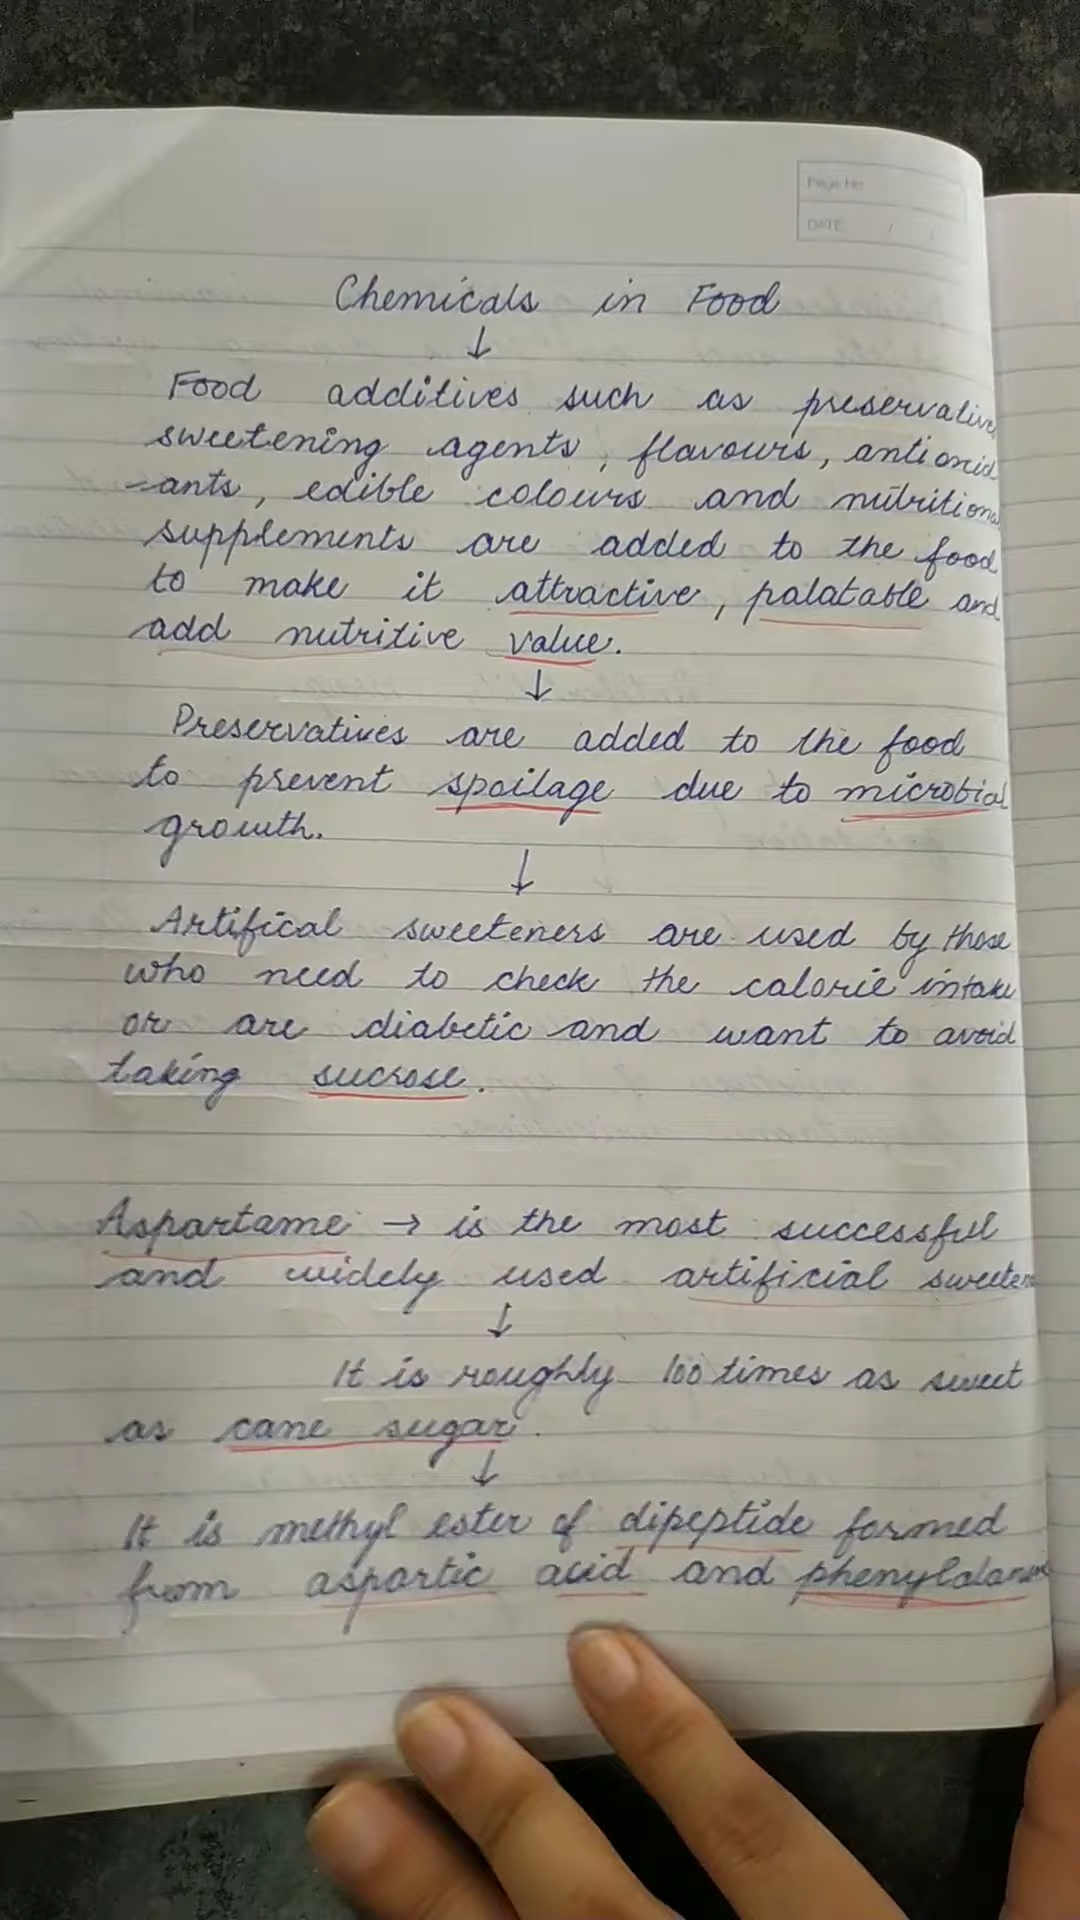 Page No:
DATE: / /
Chemicals in Food
↓
Food additives such as preservative
sweetening agents, flavours, antioxid
-ants, edible colours and nutritional
supplements are added to the food
to make it attractive, palatable and
add nutritive value.
↓
Preservatives are added to the food
to prevent spoilage due to microbial
growth.
↓
Artifical sweeteners are used by those
who need to check the calorie intake
or are diabetic and want to avoid
taking sucrose.
Aspartame → is the most successful
and widely used artificial sweeten
↓
It is roughly 100 times as sweet
as cane sugar.
↓
It is methyl ester of dipeptide formed
from aspartic acid and phenylalanine